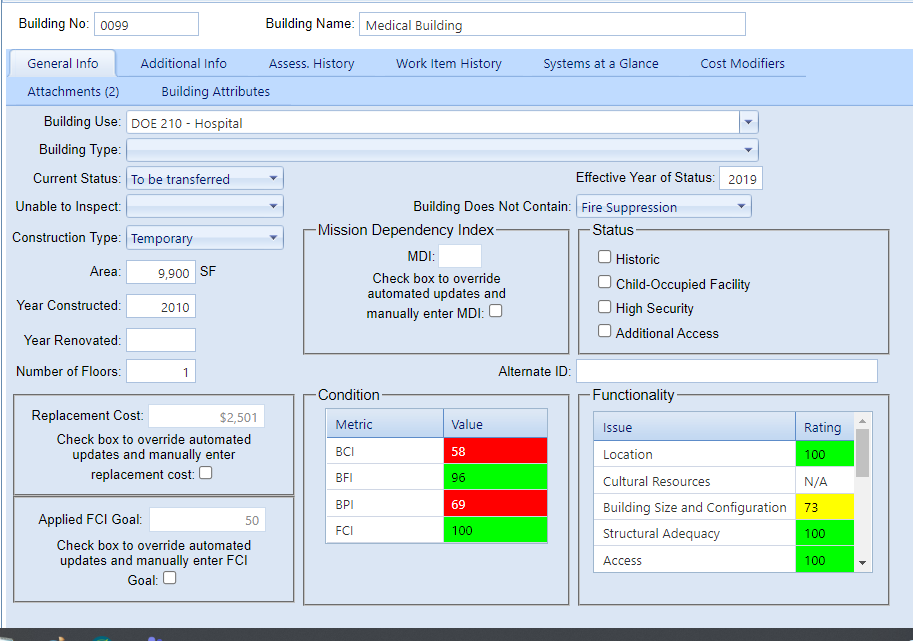 Building No: 0099 Building Name: Medical Building
General Info Additional Info Assess. History Work Item History Systems at a Glance Cost Modifiers
Attachments (2) Building Attributes
Building Use: DOE 210 - Hospital
Building Type:
Current Status: To be transferred Effective Year of Status: 2019
Unable to Inspect: Building Does Not Contain: Fire Suppression
Construction Type: Temporary
Area: 9,900 SF
Year Constructed: 2010
Year Renovated:
Number of Floors: 1
Mission Dependency Index
MDI:
Check box to override
automated updates and
manually enter MDI:
Status
Historic
Child-Occupied Facility
High Security
Additional Access
Alternate ID:
Replacement Cost: $2,501
Check box to override automated
updates and manually enter
replacement cost:
Applied FCI Goal: 50
Check box to override automated
updates and manually enter FCI
Goal:
Condition
Metric Value
BCI 58
BFI 96
BPI 69
FCI 100
Functionality
Issue Rating
Location 100
Cultural Resources N/A
Building Size and Configuration 73
Structural Adequacy 100
Access 100